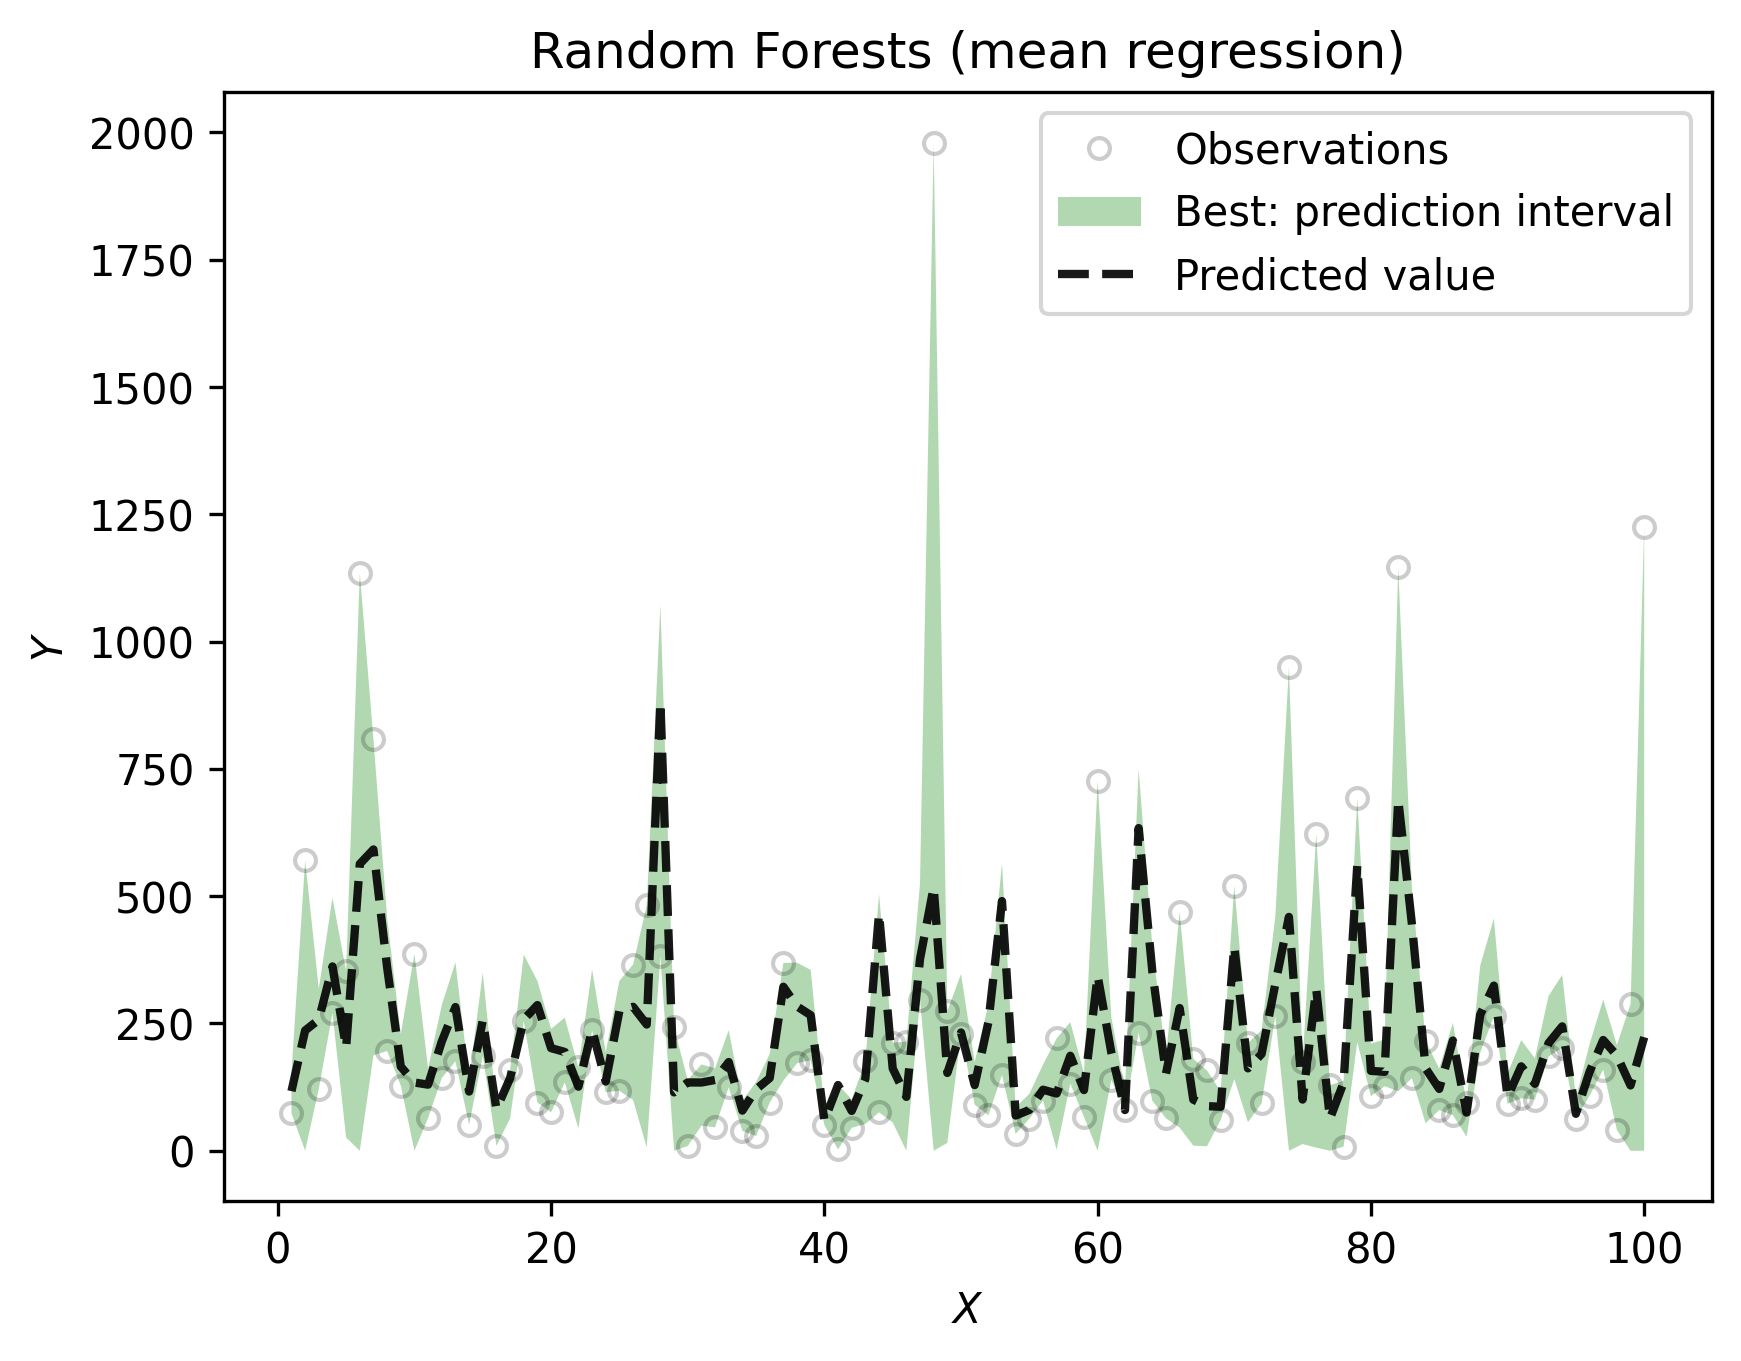 Random Forests (mean regression)
Observations
Best: prediction interval
Predicted value
2000
1750
1500
1250
1000
750
500
250
0
Y
0 20 40 60 80 100
X